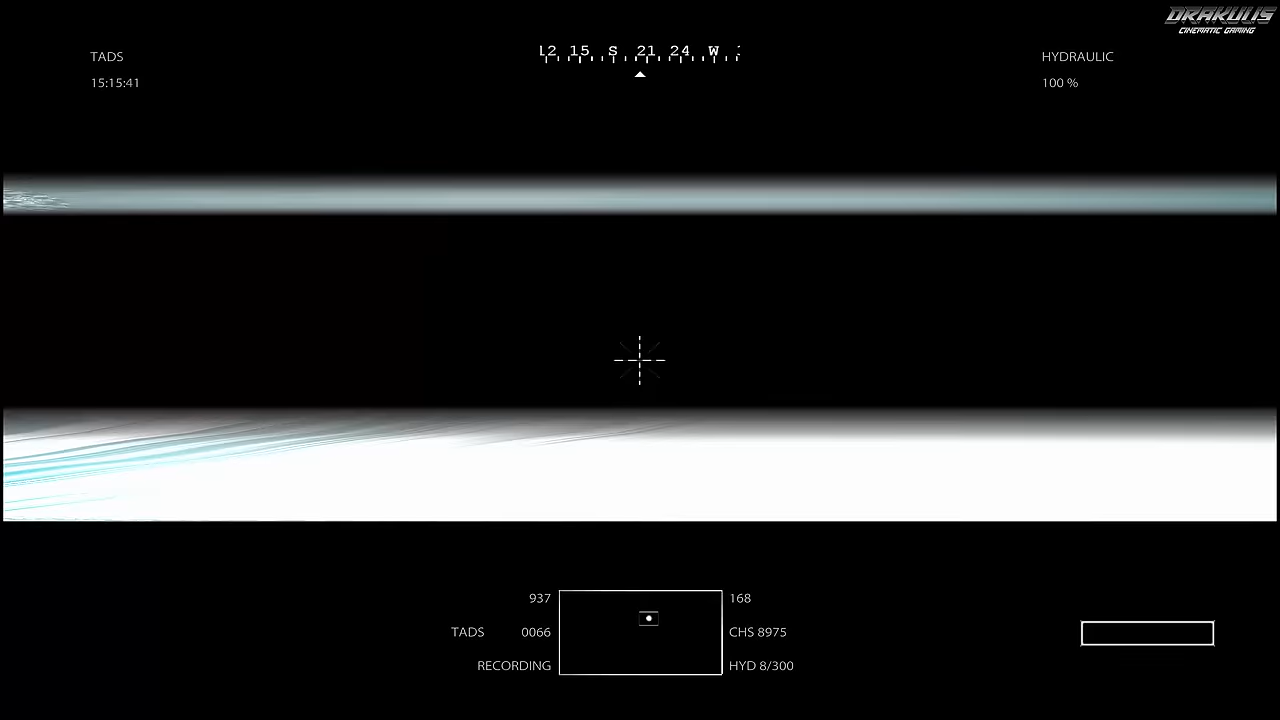 DRAKULIS
CINEMATIC GAMING
TADS
15:15:41
12 15 S 21 24 W
HYDRAULIC
100 %
937
168
TADS 0066
CHS 8975
RECORDING
HYD 8/300